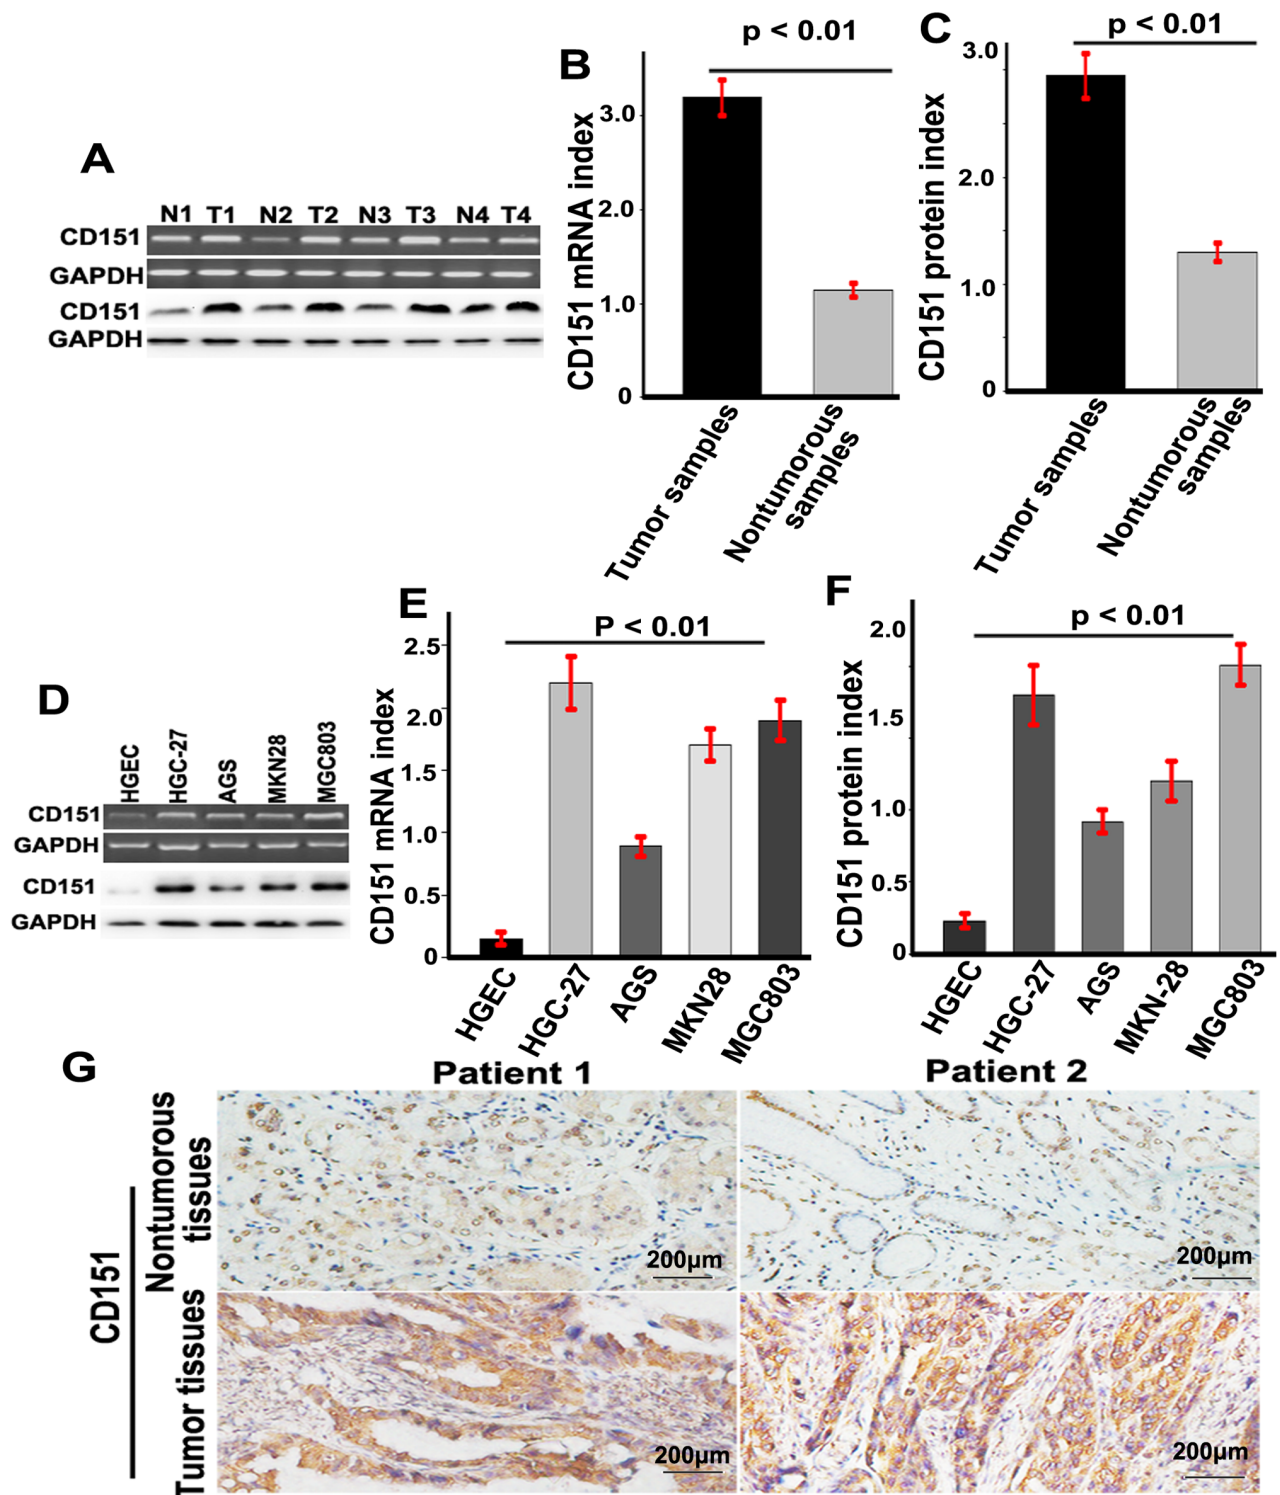 A
N1 T1 N2 T2 N3 T3 N4 T4
CD151
GAPDH
CD151
GAPDH
B
p < 0.01
CD151 mRNA index
3.0
2.0
1.0
0
Tumor samples
Nontumorous
samples
C
p < 0.01
CD151 protein index
3.0
2.0
1.0
0
Tumor samples
Nontumorous
samples
D
HGEC
HGC-27
AGS
MKN28
MGC803
CD151
GAPDH
CD151
GAPDH
E
P < 0.01
CD151 mRNA index
2.5
2.0
1.5
1.0
0.5
0
HGEC
HGC-27
AGS
MKN28
MGC803
F
p < 0.01
CD151 protein index
2.0
1.5
1.0
0.5
0
HGEC
HGC-27
AGS
MKN-28
MGC803
G
Patient 1
Patient 2
CD151
Nontumorous
tissues
200μm
200μm
Tumor tissues
200μm
200μm